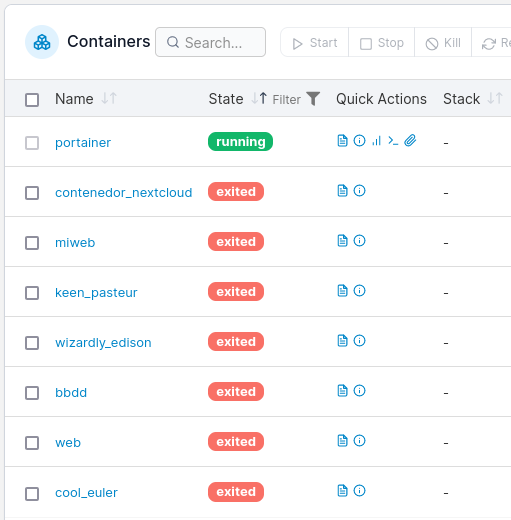 Containers Search... Start Stop Kill Re
Name State Filter Quick Actions Stack
portainer running -
contenedor_nextcloud exited -
miweb exited -
keen_pasteur exited -
wizardly_edison exited -
bbdd exited -
web exited -
cool_euler exited -